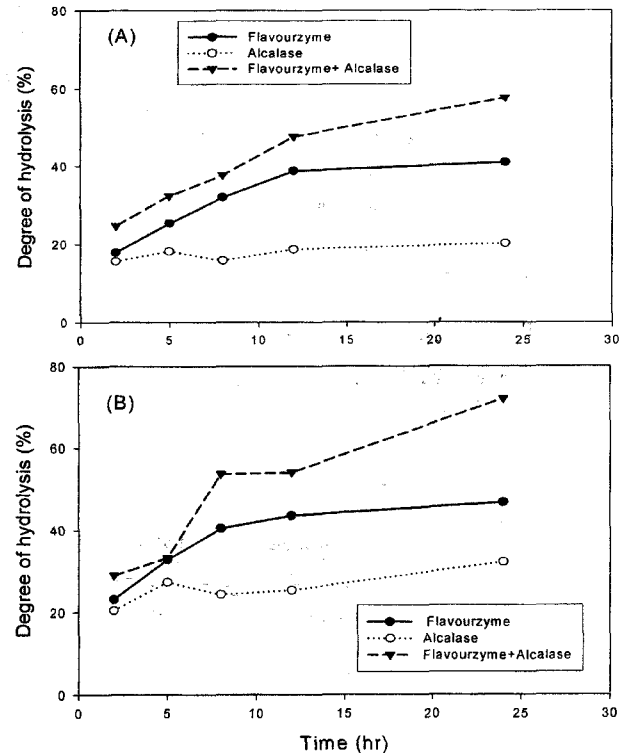 80
(A)
Flavourzyme
Alcalase
Flavourzyme+ Alcalase
60
40
20
0
Degree of hydrolysis (%)
0 5 10 15 20 25 30
80
(B)
60
40
20
0
Degree of hydrolysis (%)
Flavourzyme
Alcalase
Flavourzyme+Alcalase
0 5 10 15 20 25 30
Time (hr)